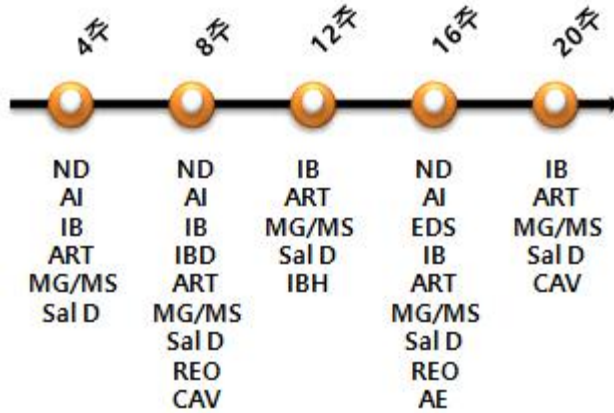 4주 8주 12주 16주 20주
ND ND IB ND IB
AI AI ART AI ART
IB IB MG/MS EDS MG/MS
ART IBD Sal D IB Sal D
MG/MS ART IBH ART CAV
Sal D MG/MS MG/MS
Sal D Sal D
REO REO
CAV AE